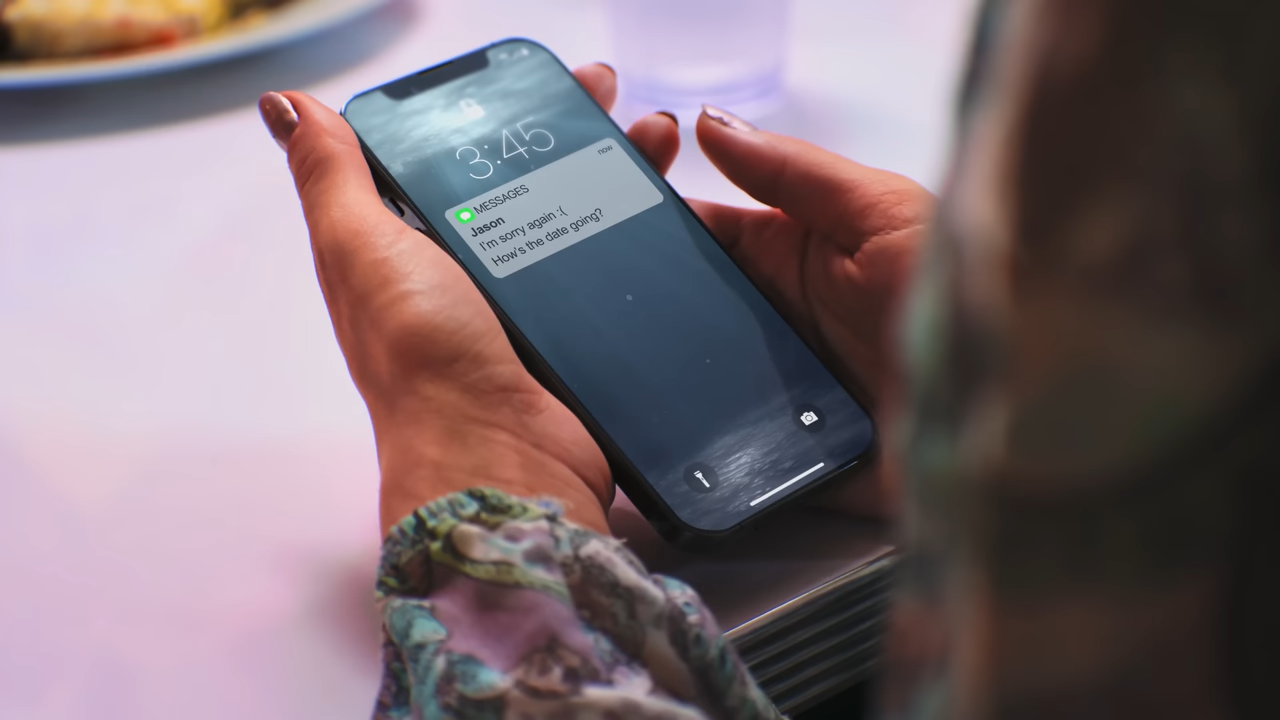 3:45
now
MESSAGES
Jason
I'm sorry again :(
How's the date going?